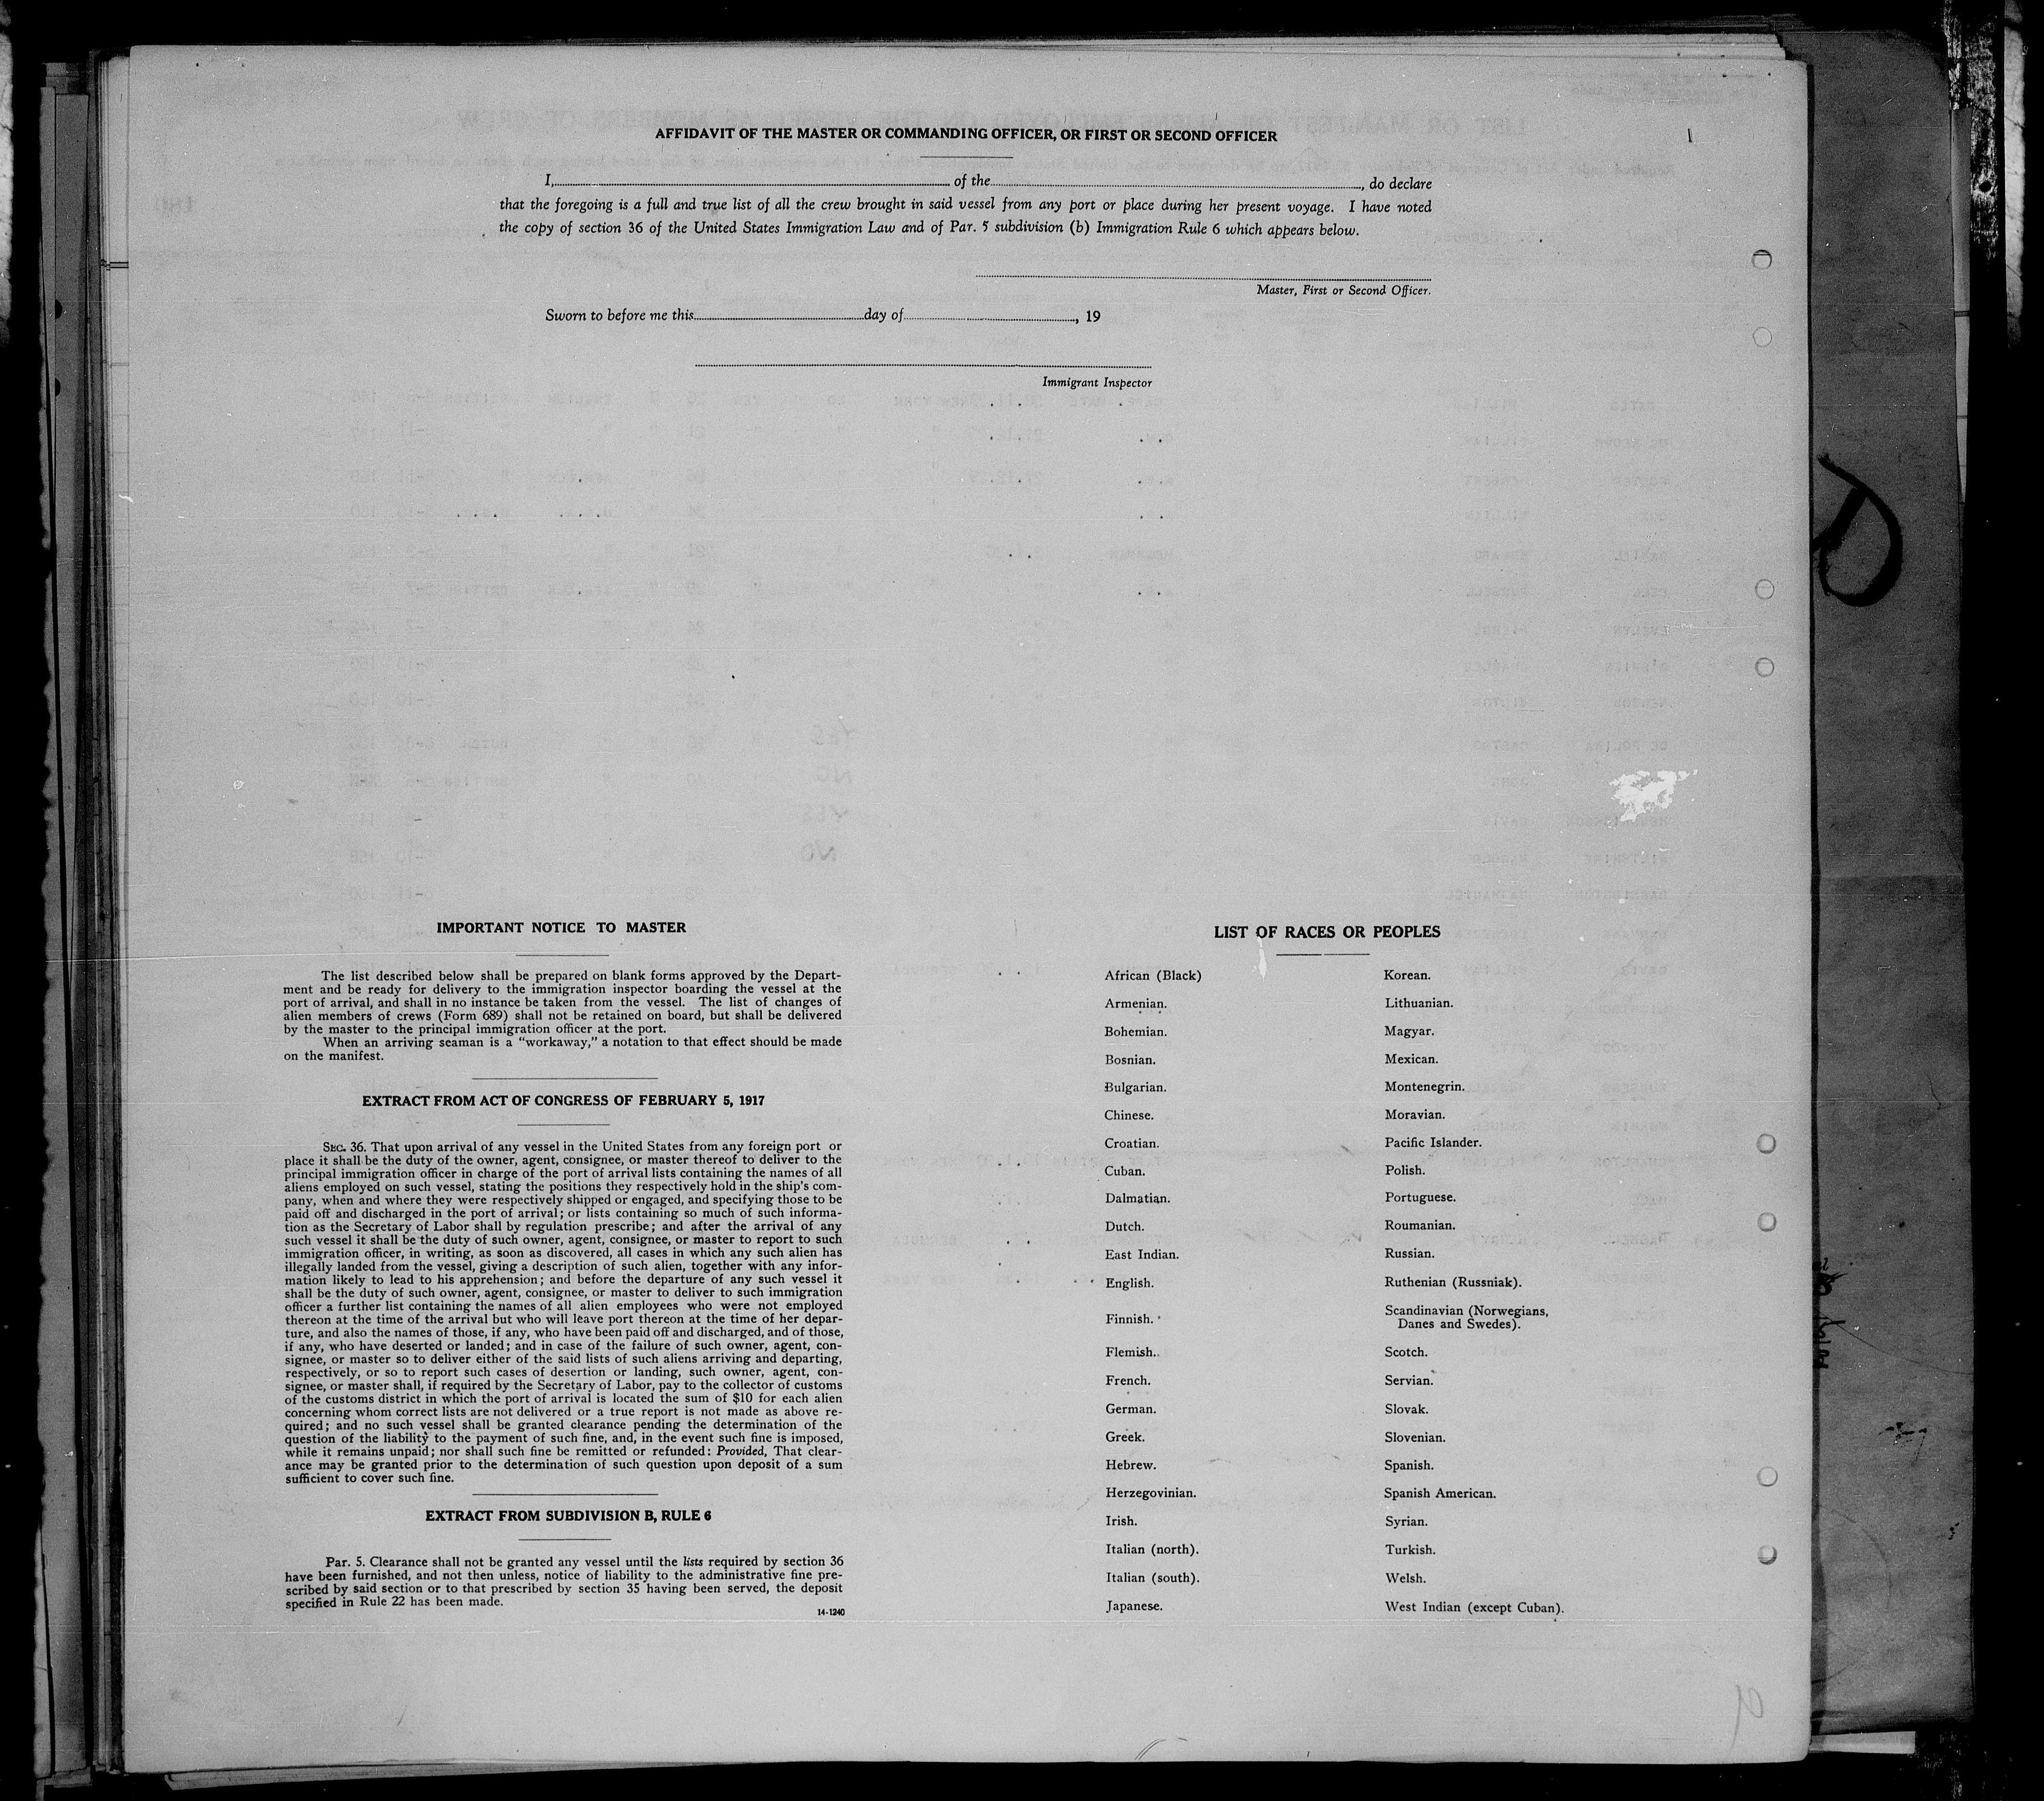 AFFIDAVIT OF THE MASTER OR COMMANDING OFFICER, OR FIRST OR SECOND OFFICER
I, of the , do declare
that the foregoing is a full and true list of all the crew brought in said vessel from any port or place during her present voyage. I have noted
the copy of section 36 of the United States Immigration Law and of Par. 5 subdivision (b) Immigration Rule 6 which appears below.
Master, First or Second Officer.
Sworn to before me this day of , 19
Immigrant Inspector
IMPORTANT NOTICE TO MASTER
The list described below shall be prepared on blank forms approved by the Depart-
ment and be ready for delivery to the immigration inspector boarding the vessel at the
port of arrival, and shall in no instance be taken from the vessel. The list of changes of
alien members of crews (Form 689) shall not be retained on board, but shall be delivered
by the master to the principal immigration officer at the port.
When an arriving seaman is a "workaway," a notation to that effect should be made
on the manifest.
EXTRACT FROM ACT OF CONGRESS OF FEBRUARY 5, 1917
SEC. 36. That upon arrival of any vessel in the United States from any foreign port or
place it shall be the duty of the owner, agent, consignee, or master thereof to deliver to the
principal immigration officer in charge of the port of arrival lists containing the names of all
aliens employed on such vessel, stating the positions they respectively hold in the ship's com-
pany, when and where they were respectively shipped or engaged, and specifying those to be
paid off and discharged in the port of arrival; or lists containing so much of such informa-
tion as the Secretary of Labor shall by regulation prescribe; and after the arrival of any
such vessel it shall be the duty of such owner, agent, consignee, or master to report to such
immigration officer, in writing, as soon as discovered, all cases in which any such alien has
illegally landed from the vessel, giving a description of such alien, together with any infor-
mation likely to lead to his apprehension; and before the departure of any such vessel it
shall be the duty of such owner, agent, consignee, or master to deliver to such immigration
officer a further list containing the names of all alien employees who were not employed
thereon at the time of the arrival but who will leave port thereon at the time of her depar-
ture, and also the names of those, if any, who have been paid off and discharged, and of those,
if any, who have deserted or landed; and in case of the failure of such owner, agent, con-
signee, or master so to deliver either of the said lists of such aliens arriving and departing,
respectively, or so to report such cases of desertion or landing, such owner, agent, con-
signee, or master shall, if required by the Secretary of Labor, pay to the collector of customs
of the customs district in which the port of arrival is located the sum of $10 for each alien
concerning whom correct lists are not delivered or a true report is not made as above re-
quired; and no such vessel shall be granted clearance pending the determination of the
question of the liability to the payment of such fine, and, in the event such fine is imposed,
while it remains unpaid; nor shall such fine be remitted or refunded: Provided, That clear-
ance may be granted prior to the determination of such question upon deposit of a sum
sufficient to cover such fine.
EXTRACT FROM SUBDIVISION B, RULE 6
Par. 5. Clearance shall not be granted any vessel until the lists required by section 36
have been furnished, and not then unless, notice of liability to the administrative fine pre-
scribed by said section or to that prescribed by section 35 having been served, the deposit
specified in Rule 22 has been made.
14-1240
LIST OF RACES OR PEOPLES
African (Black)
Armenian.
Bohemian.
Bosnian.
Bulgarian.
Chinese.
Croatian.
Cuban.
Dalmatian.
Dutch.
East Indian.
English.
Finnish.
Flemish.
French.
German.
Greek.
Hebrew.
Herzegovinian.
Irish.
Italian (north).
Italian (south).
Japanese.
Korean.
Lithuanian.
Magyar.
Mexican.
Montenegrin.
Moravian.
Pacific Islander.
Polish.
Portuguese.
Roumanian.
Russian.
Ruthenian (Russniak).
Scandinavian (Norwegians,
Danes and Swedes).
Scotch.
Servian.
Slovak.
Slovenian.
Spanish.
Spanish American.
Syrian.
Turkish.
Welsh.
West Indian (except Cuban).